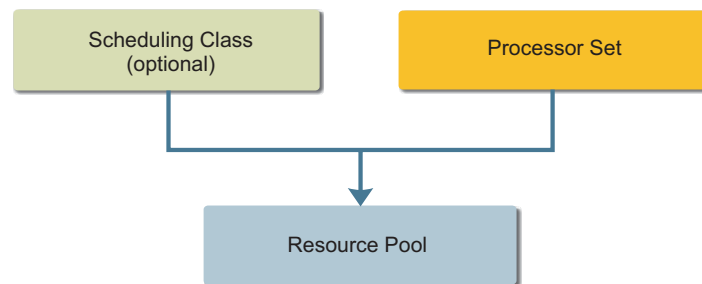 Scheduling Class
(optional)
Processor Set
Resource Pool